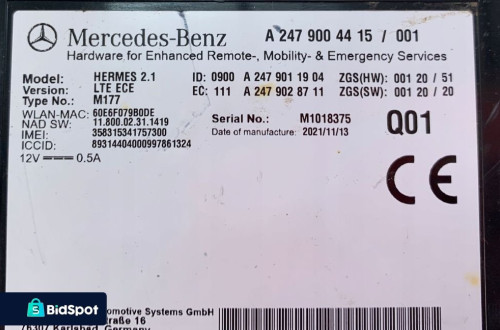 Mercedes-Benz A 247 900 44 15 / 001
Hardware for Enhanced Remote-, Mobility- & Emergency Services
Model: HERMES 2.1 ID: 0900 A 247 901 19 04 ZGS(HW): 001 20 / 51
Version: LTE ECE EC: 111 A 247 902 87 11 ZGS(SW): 001 20 / 20
Type No.: M177
WLAN-MAC: 60E6F079B0DE
NAD SW: 11.800.02.31.1419
IMEI: 358315341757300
ICCID: 89314404000997861324
12V 0.5A
Serial No.: M1018375
Date of manufacture: 2021/11/13
Q01
CE
omotive Systems GmbH
traße 16
76307 Karlsbad, Germany
BidSpot